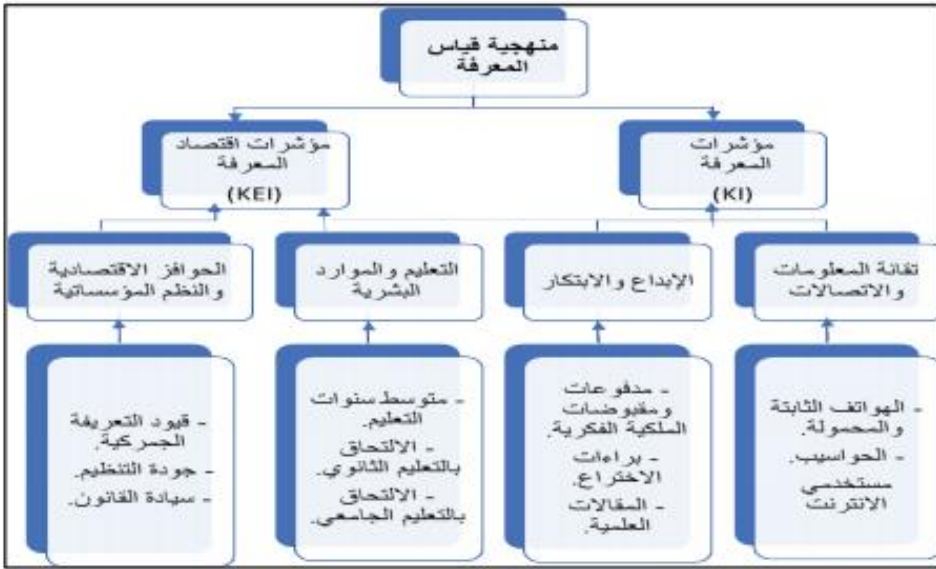 منهجية قياس
المعرفة
مؤشرات
المعرفة
(KI)
مؤشرات اقتصاد
المعرفة
(KEI)
تقانة المعلومات
والاتصالات
الإبداع والابتكار
التعليم والموارد
البشرية
الحوافز الاقتصادية
والنظم المؤسساتية
- الهواتف الثابتة
والمحمولة.
- الحواسيب.
مستخدمي
الانترنت
- مدفوعات
ومقبوضات
الملكية الفكرية.
- براءات
الاختراع.
- المقالات
العلمية.
- متوسط سنوات
التعليم.
- الالتحاق
بالتعليم الثانوي.
- الالتحاق
بالتعليم الجامعي.
- قيود التعريفة
الجمركية.
- جودة التنظيم.
- سيادة القانون.